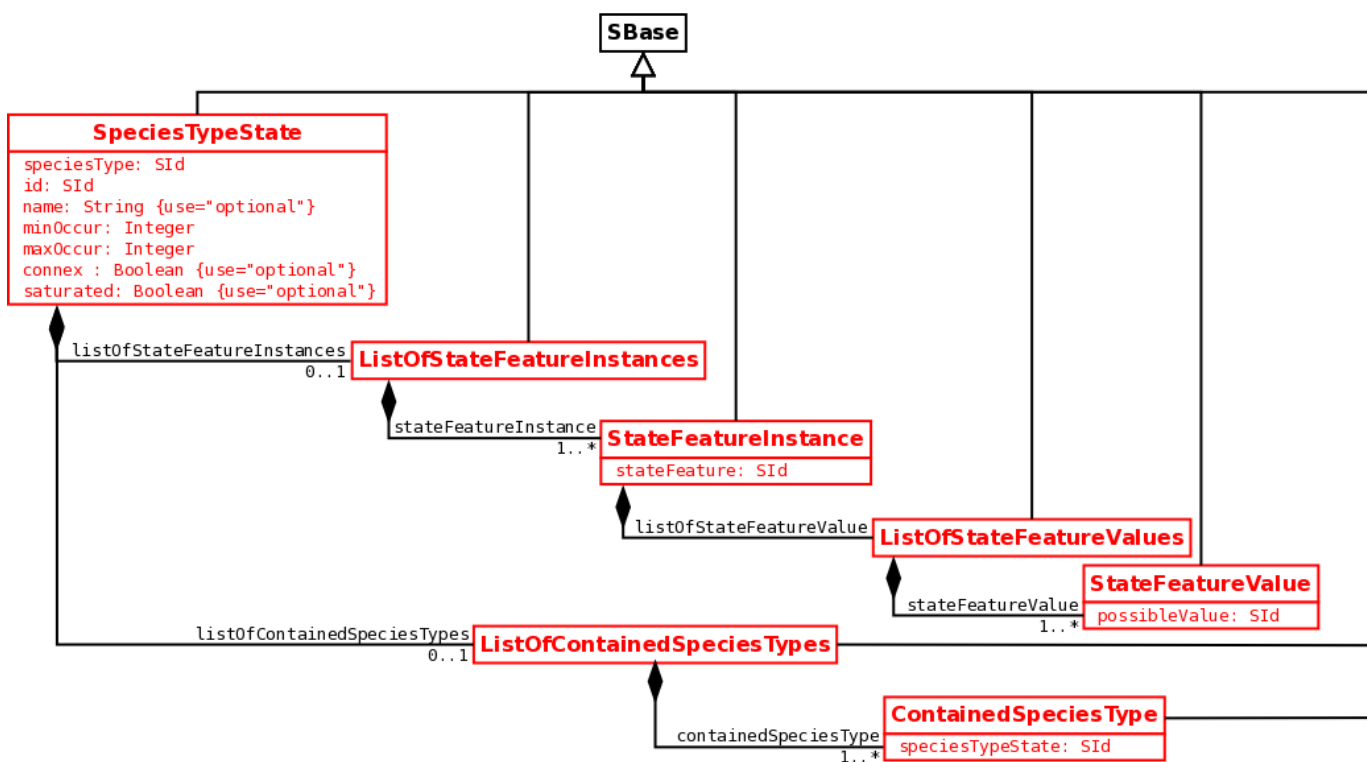 SBase
SpeciesTypeState
speciesType: SId
id: SId
name: String {use="optional"}
minOccur: Integer
maxOccur: Integer
connex : Boolean {use="optional"}
saturated: Boolean {use="optional"}
listOfStateFeatureInstances
0..1
ListOfStateFeatureInstances
stateFeatureInstance
1..*
StateFeatureInstance
stateFeature: SId
listOfStateFeatureValue
ListOfStateFeatureValues
stateFeatureValue
1..*
StateFeatureValue
possibleValue: SId
listOfContainedSpeciesTypes
0..1
ListOfContainedSpeciesTypes
containedSpeciesType
1..*
ContainedSpeciesType
speciesTypeState: SId